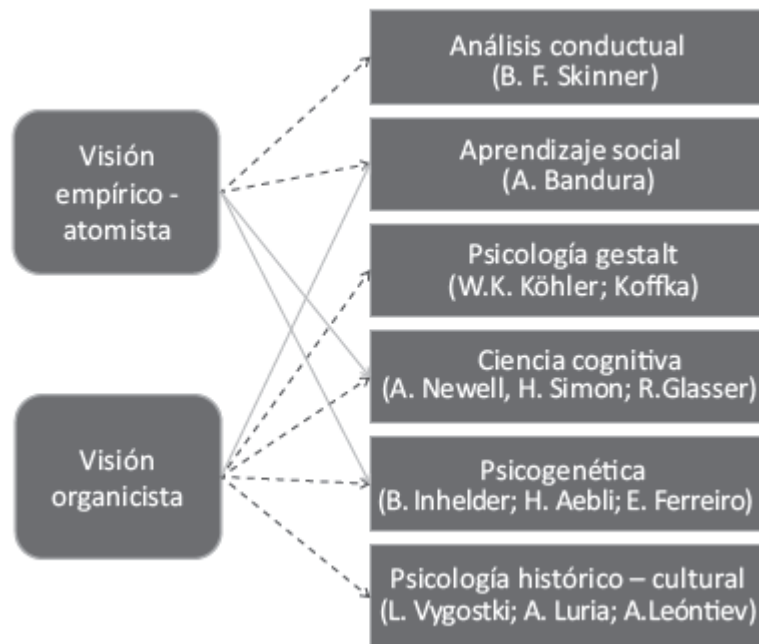 Visión
empírico -
atomista
Visión
organicista
Análisis conductual
(B. F. Skinner)
Aprendizaje social
(A. Bandura)
Psicología gestalt
(W.K. Köhler; Koffka)
Ciencia cognitiva
(A. Newell, H. Simon; R.Glasser)
Psicogenética
(B. Inhelder; H. Aebli; E. Ferreiro)
Psicología histórico – cultural
(L. Vygostki; A. Luria; A.Leóntiev)